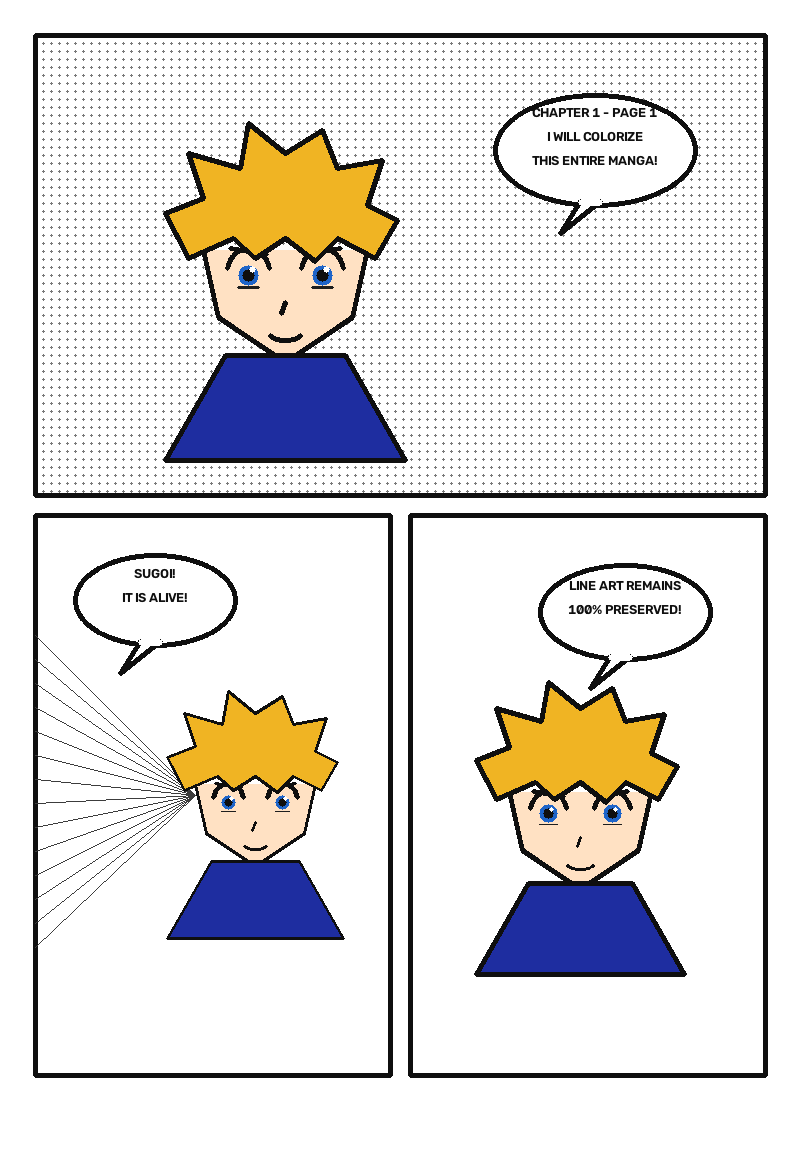 CHAPTER 1 - PAGE 1
I WILL COLORIZE
THIS ENTIRE MANGA!
SUGOI!
IT IS ALIVE!
LINE ART REMAINS
100% PRESERVED!